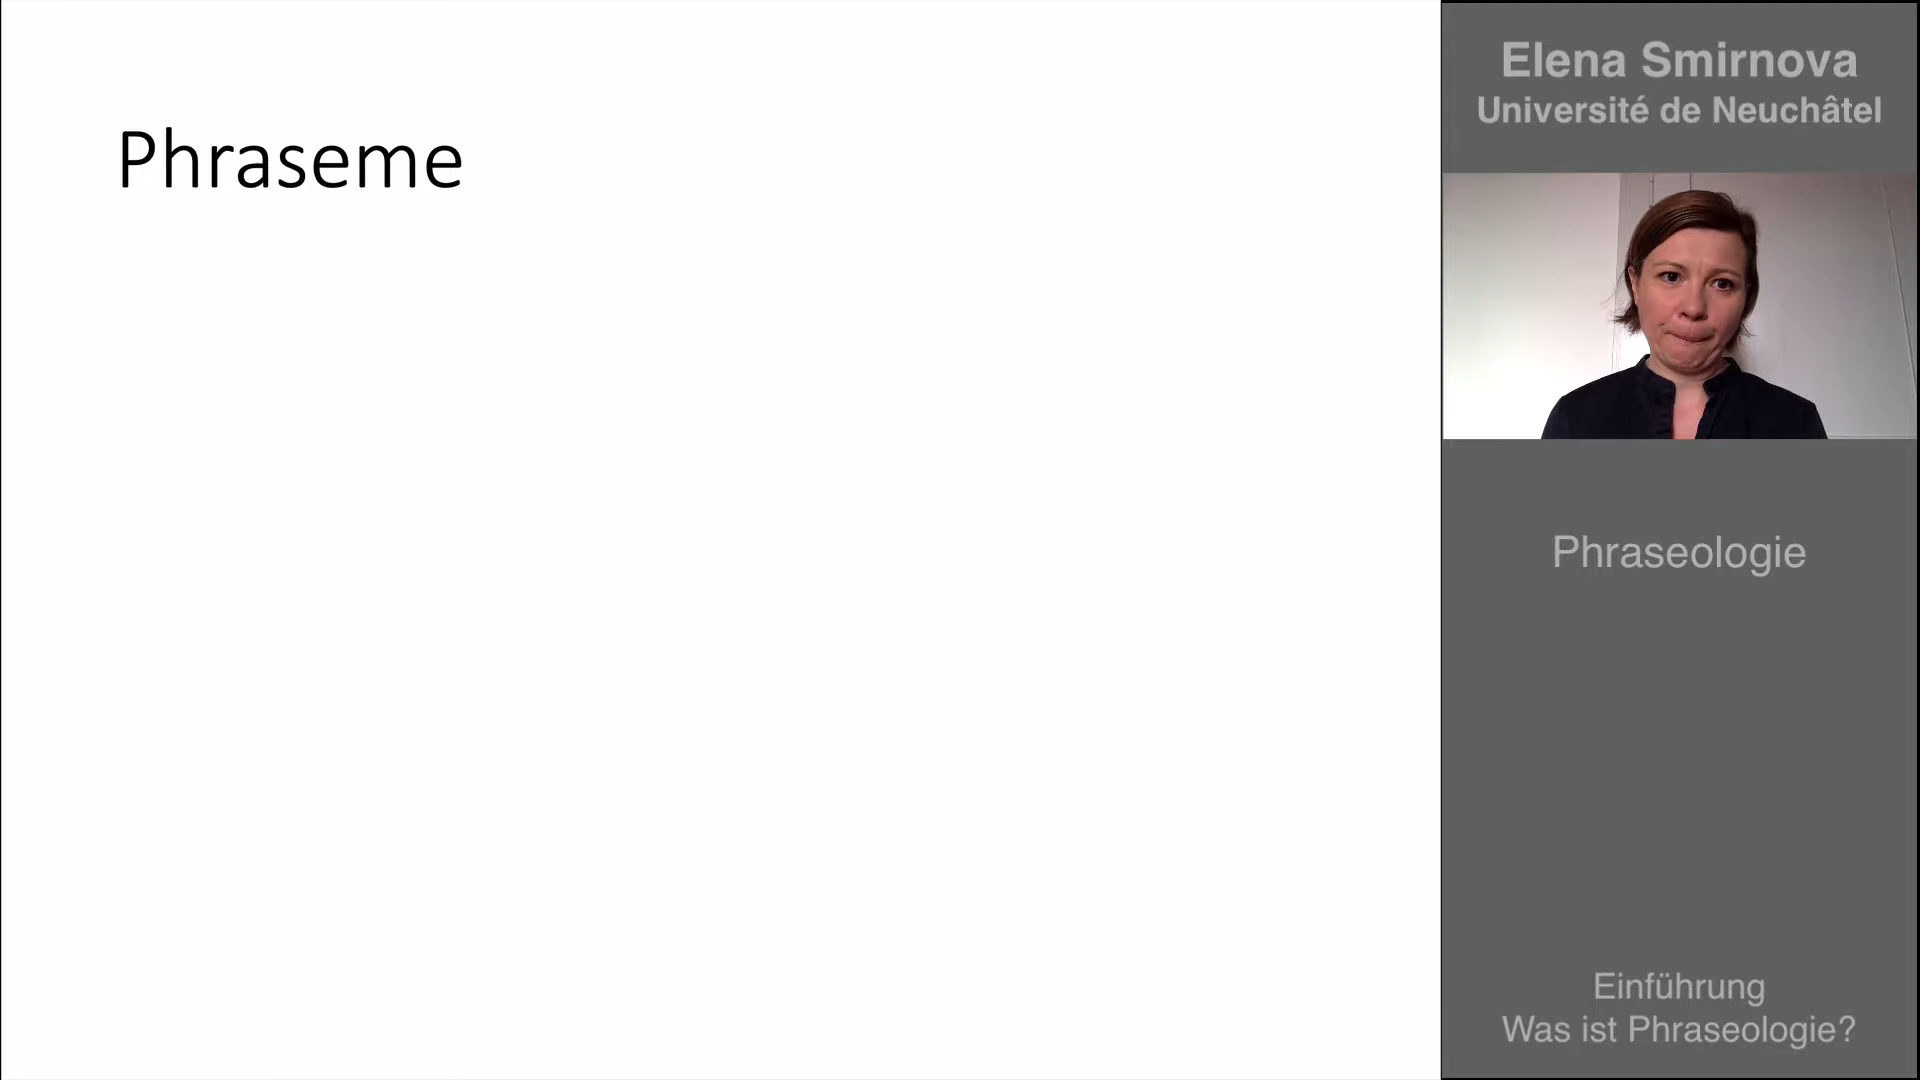 Phraseme
Elena Smirnova
Université de Neuchâtel
Phraseologie
Einführung
Was ist Phraseologie?